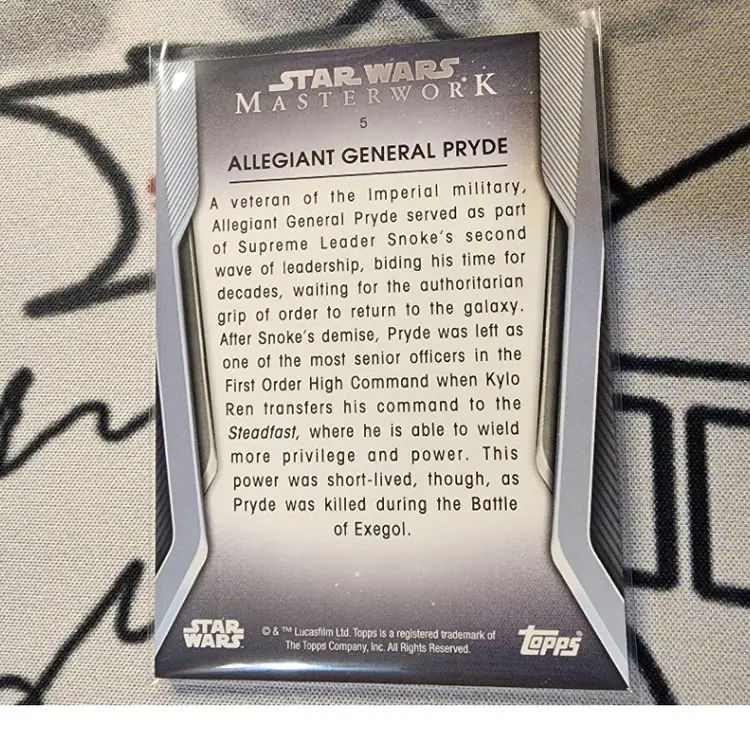 STAR WARS
MASTERWORK
5
ALLEGIANT GENERAL PRYDE
A veteran of the Imperial military,
Allegiant General Pryde served as part
of Supreme Leader Snoke's second
wave of leadership, biding his time for
decades, waiting for the authoritarian
grip of order to return to the galaxy.
After Snoke's demise, Pryde was left as
one of the most senior officers in the
First Order High Command when Kylo
Ren transfers his command to the
Steadfast, where he is able to wield
more privilege and power. This
power was short-lived, though, as
Pryde was killed during the Battle
of Exegol.
STAR
WARS
© & ™ Lucasfilm Ltd. Topps is a registered trademark of
The Topps Company, Inc. All Rights Reserved.
topps®